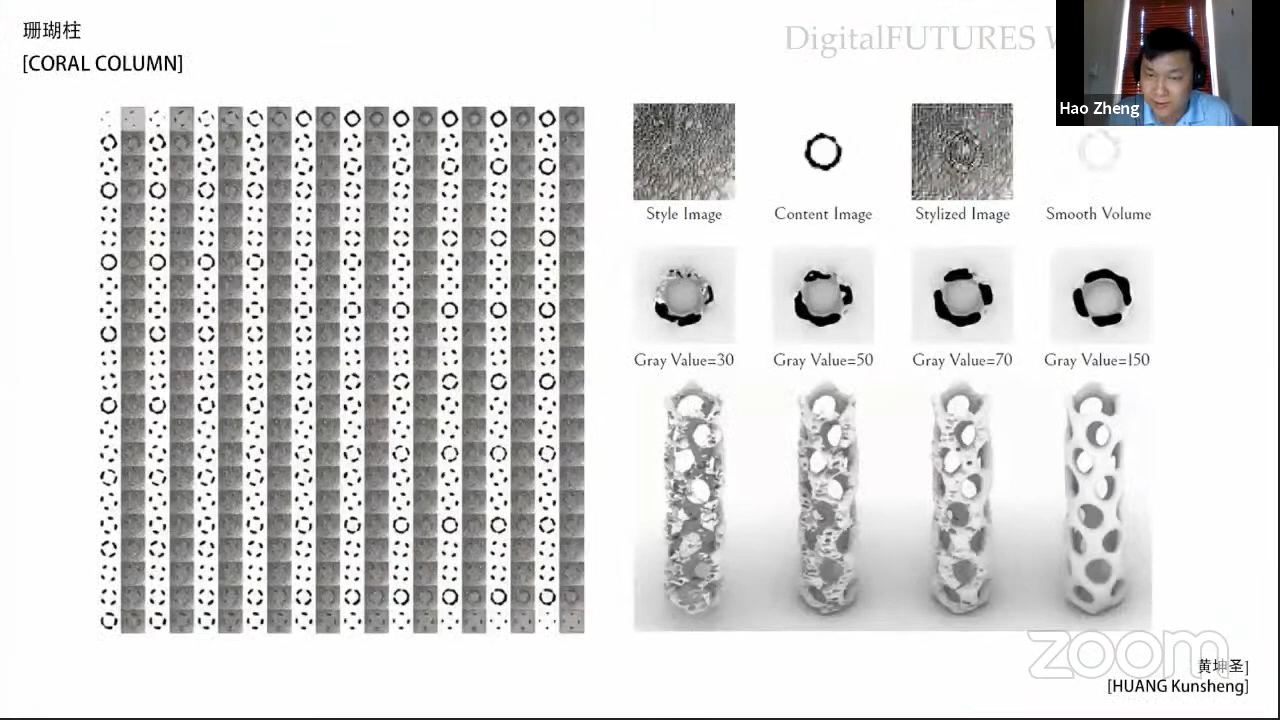 珊瑚柱
[CORAL COLUMN]
DigitalFUTURES W
Hao Zheng
Style Image
Content Image
Stylized Image
Smooth Volume
Gray Value=30
Gray Value=50
Gray Value=70
Gray Value=150
zoom
黄坤圣]
[HUANG Kunsheng]